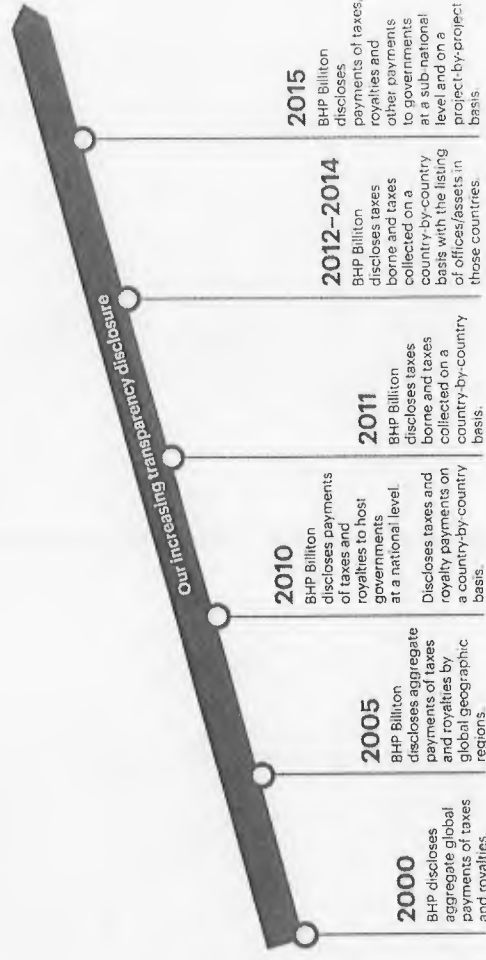 Our increasing transparency disclosure
2000
BHP discloses
aggregate global
payments of taxes
and royalties.
2005
BHP Billiton
discloses aggregate
payments of taxes
and royalties by
global geographic
regions.
2010
BHP Billiton
discloses payments
of taxes and
royalties to host
governments
at a national level.
Discloses taxes and
royalty payments on
a country-by-country
basis.
2011
BHP Billiton
discloses taxes
borne and taxes
collected on a
country-by-country
basis.
2012–2014
BHP Billiton
discloses taxes
borne and taxes
collected on a
country-by-country
basis with the listing
of offices/assets in
those countries.
2015
BHP Billiton
discloses
payments of taxes,
royalties and
other payments
to governments
at a sub-national
level and on a
project-by-project
basis.